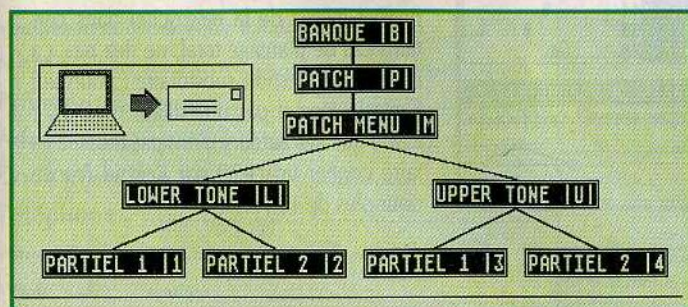 BANQUE |B|
PATCH |P|
PATCH MENU |M
LOWER TONE |L| UPPER TONE |U|
PARTIEL 1 |1 PARTIEL 2 |2 PARTIEL 1 |3 PARTIEL 2 |4